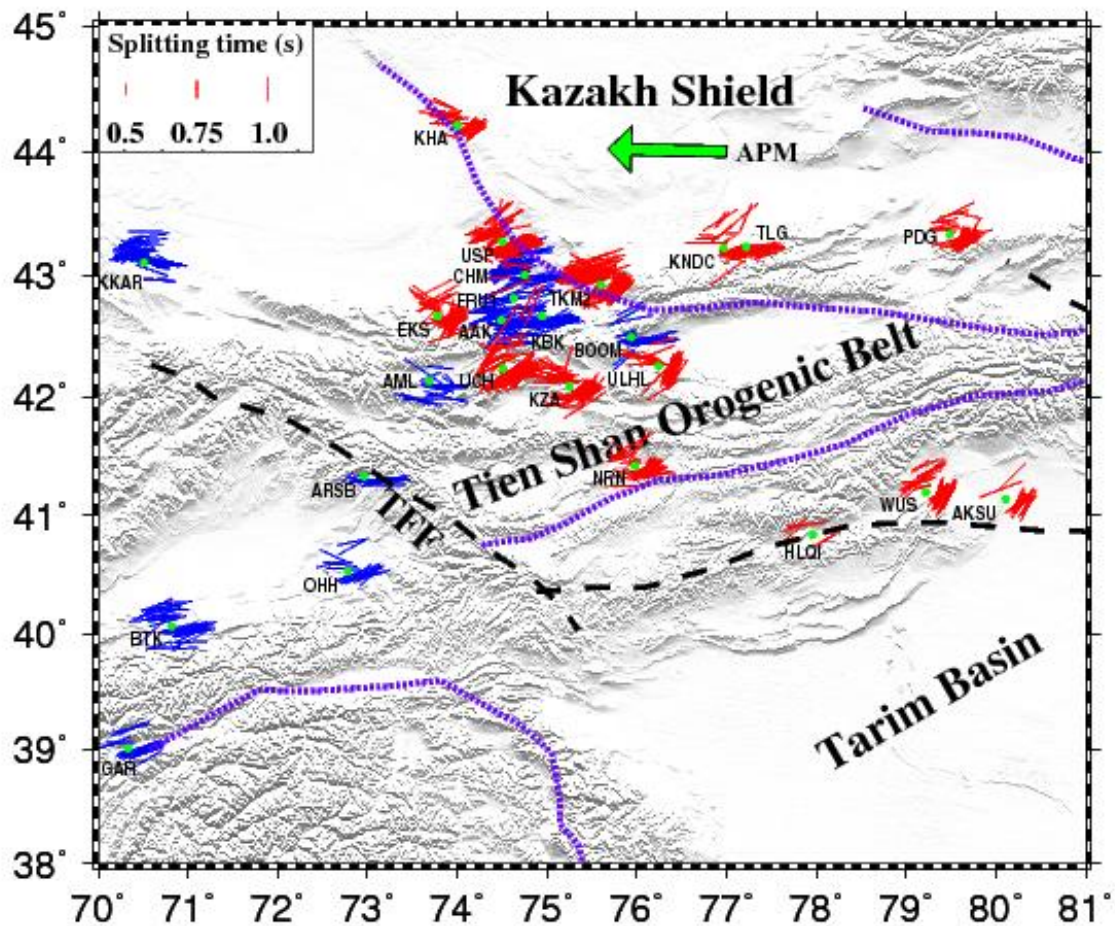 45°
Splitting time (s)
0.5 0.75 1.0
Kazakh Shield
KHA
44°
APM
USP
KNDC
TLG
PDG
43°
KKAR
CHM
FRU1
TKM2
EKS
AAK
KBK
BOOM
AML
UCH
ULHL
42°
KZA
Tien Shan Orogenic Belt
NRN
ARSB
TFF
WUS
AKSU
41°
HLQI
OHH
BTK
40°
Tarim Basin
39°
GAR
38°
70 71° 72° 73° 74° 75° 76° 77° 78° 79° 80° 81